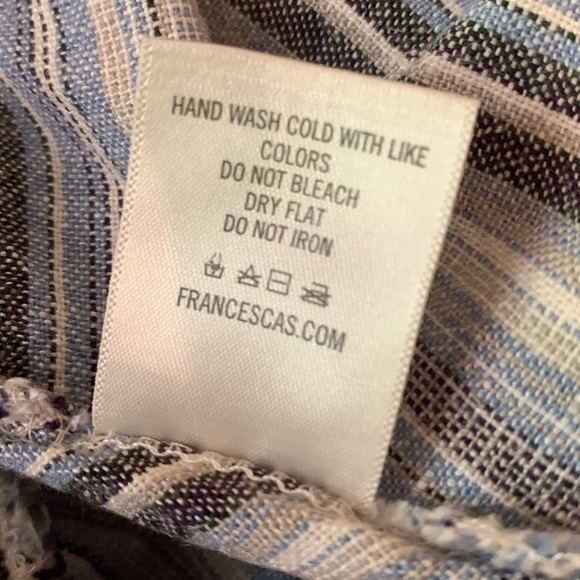 HAND WASH COLD WITH LIKE
COLORS
DO NOT BLEACH
DRY FLAT
DO NOT IRON
FRANCESCAS.COM